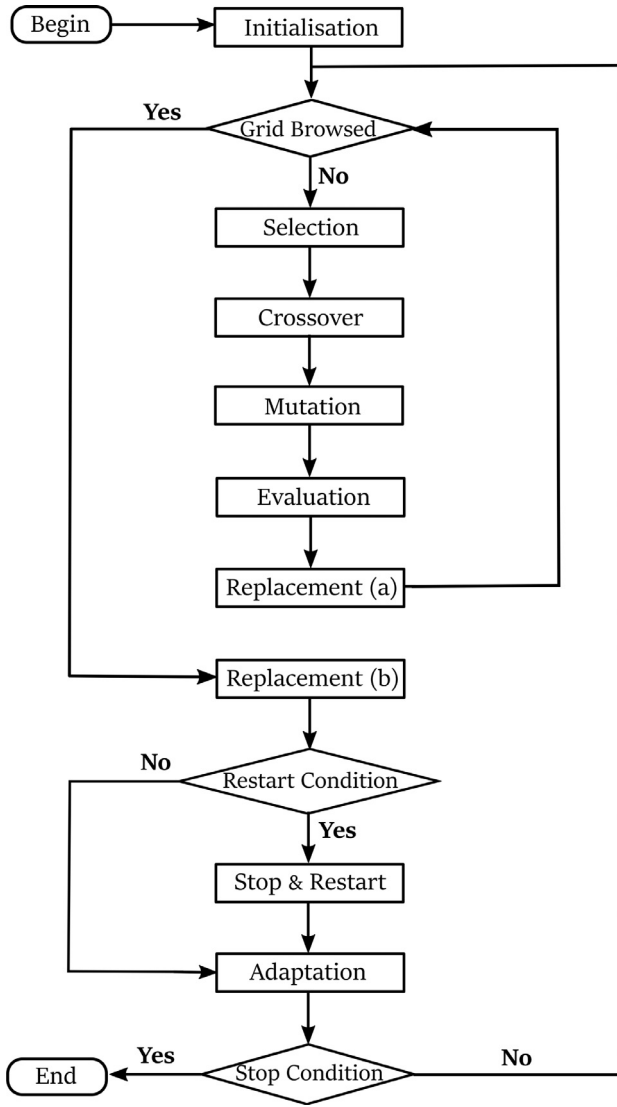 Begin
Initialisation
Yes
Grid Browsed
No
Selection
Crossover
Mutation
Evaluation
Replacement (a)
Replacement (b)
No
Restart Condition
Yes
Stop & Restart
Adaptation
Yes
No
End
Stop Condition